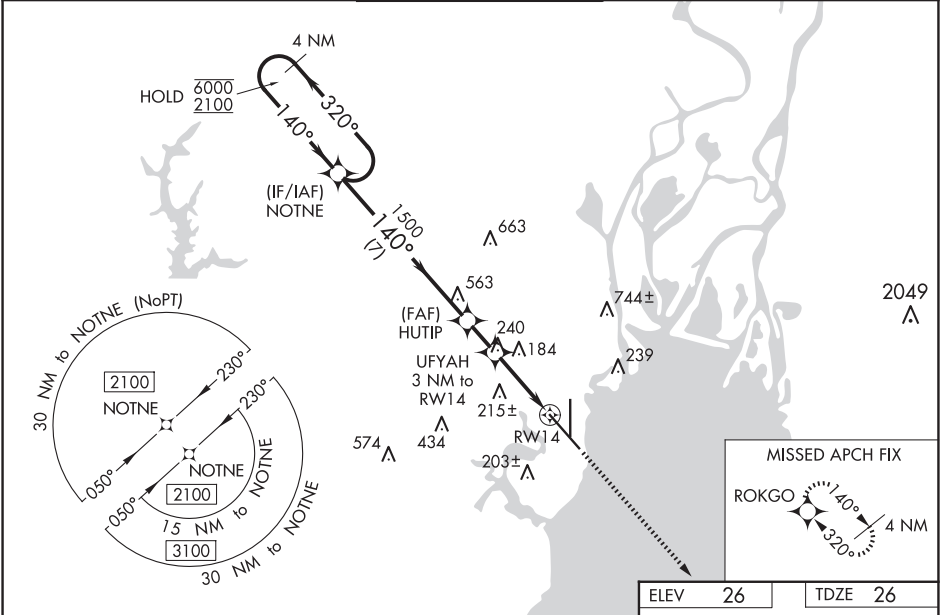 4 NM
HOLD 6000
2100
320°
140°
(IF/IAF)
NOTNE
1500
140°
(7)
663
563
(FAF)
HUTIP
744±
2049
240
184
239
UFYAH
3 NM to
RW14
215±
RW14
434
574
203±
30 NM to NOTNE (NoPT)
2100
NOTNE
230°
050°
230°
NOTNE
050°
2100
15 NM to NOTNE
3100
30 NM to NOTNE
MISSED APCH FIX
ROKGO
140°
4 NM
320°
ELEV 26
TDZE 26